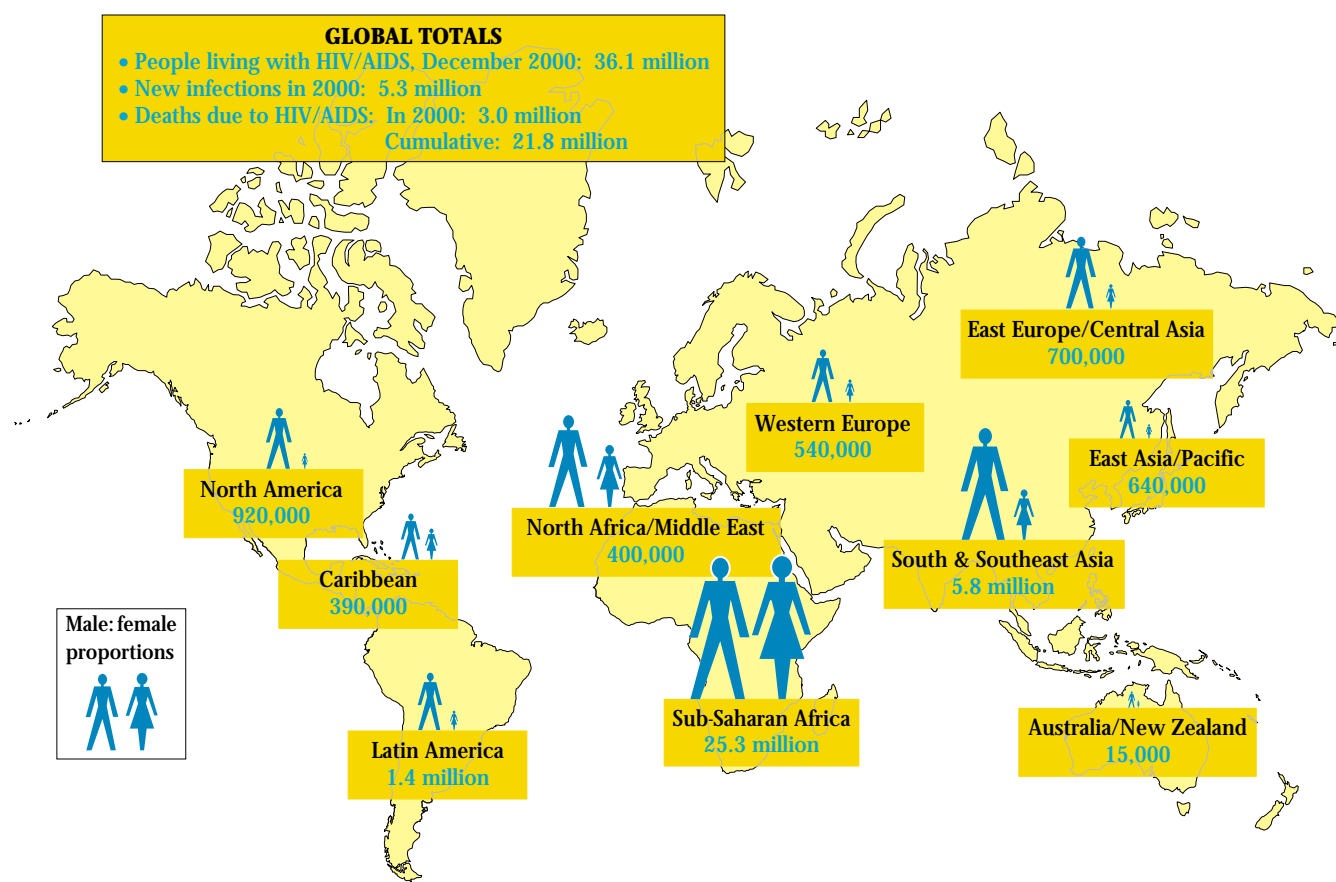 GLOBAL TOTALS
• People living with HIV/AIDS, December 2000: 36.1 million
• New infections in 2000: 5.3 million
• Deaths due to HIV/AIDS: In 2000: 3.0 million
Cumulative: 21.8 million
East Europe/Central Asia
700,000
Western Europe
540,000
East Asia/Pacific
640,000
North America
920,000
North Africa/Middle East
400,000
South & Southeast Asia
5.8 million
Caribbean
390,000
Male: female
proportions
Sub-Saharan Africa
25.3 million
Australia/New Zealand
15,000
Latin America
1.4 million